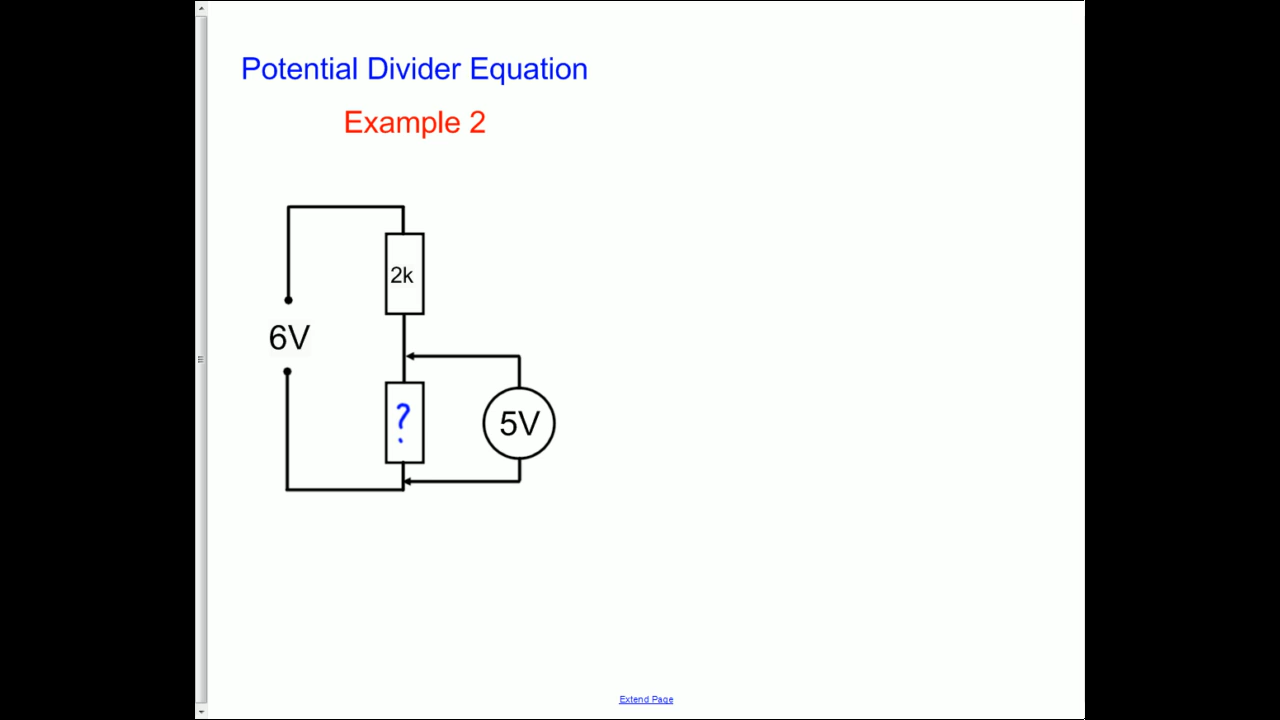 Potential Divider Equation
Example 2
2k
6V
?
5V
Extend Page